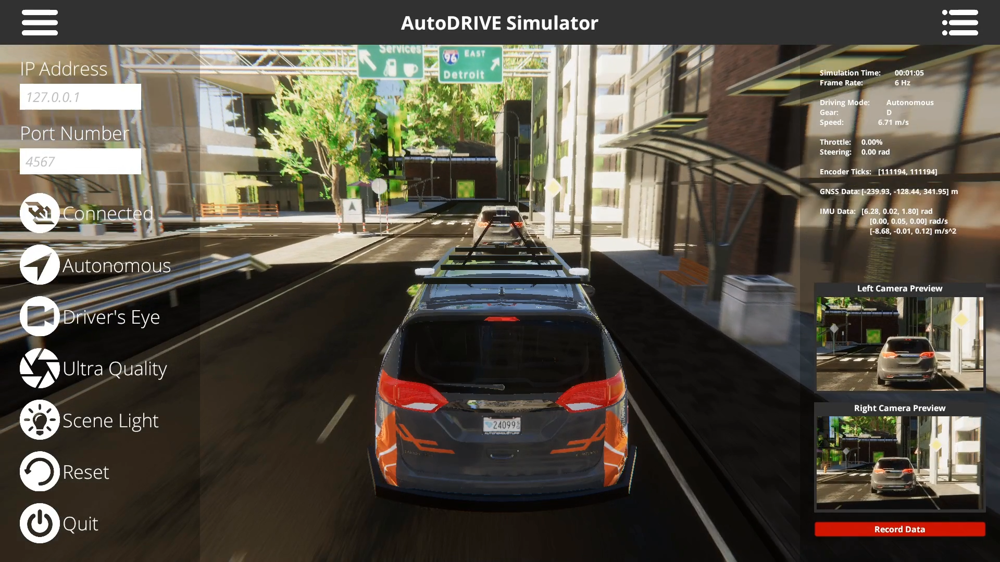 AutoDRIVE Simulator
IP Address
127.0.0.1
Port Number
4567
Connected
Autonomous
Driver's Eye
Ultra Quality
Scene Light
Reset
Quit
Services
96 EAST
Detroit
24099
AUTONOMOUSTUFF
Simulation Time: 00:01:05
Frame Rate: 6 Hz
Driving Mode: Autonomous
Gear: D
Speed: 6.71 m/s
Throttle: 0.00%
Steering: 0.00 rad
Encoder Ticks: [111194, 111194]
GNSS Data: [-239.93, -128.44, 341.95] m
IMU Data: [6.28, 0.02, 1.80] rad
[0.00, 0.05, 0.00] rad/s
[-8.68, -0.01, 0.12] m/s^2
Left Camera Preview
Right Camera Preview
Record Data